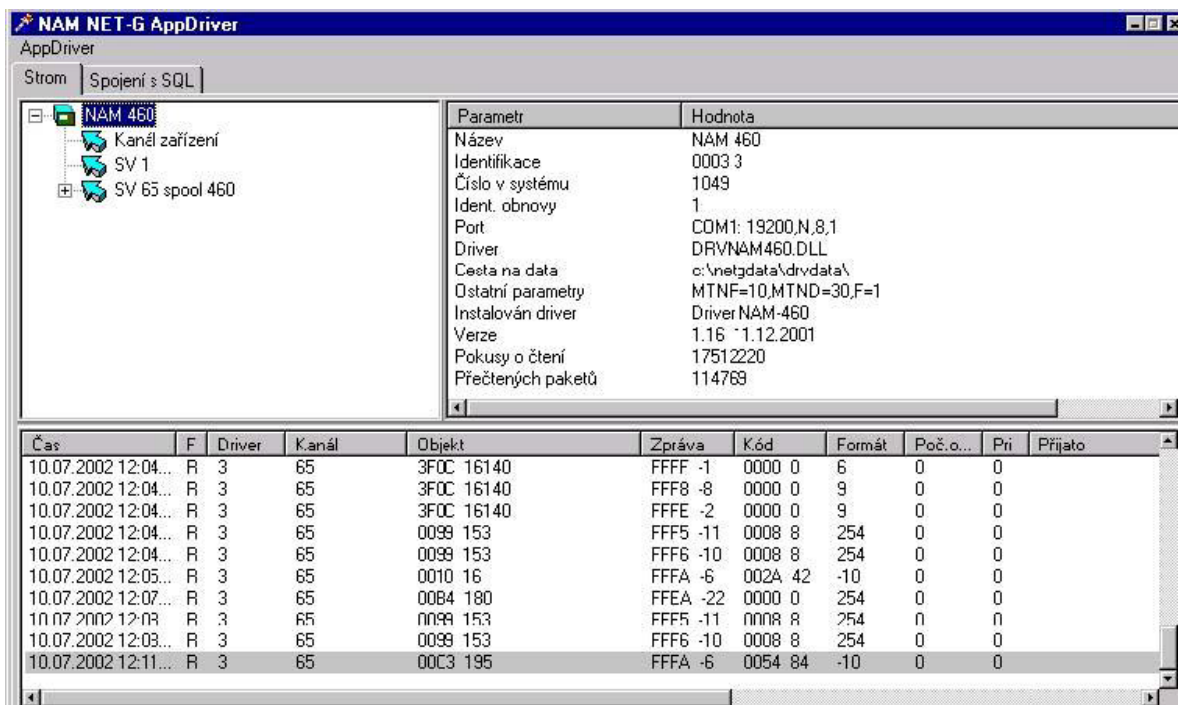 NAM NET-G AppDriver
AppDriver
Strom Spojení s SQL
NAM 460
Kanál zařízení
SV 1
SV 65 spool 460
Parametr Hodnota
Název NAM 460
Identifikace 0003 3
Číslo v systému 1049
Ident. obnovy 1
Port COM1: 19200,N,8,1
Driver DRVNAM460.DLL
Cesta na data c:\netgdata\drvdata\
Ostatní parametry MTNF=10,MTND=30,F=1
Instalován driver Driver NAM-460
Verze 1.16 11.12.2001
Pokusy o čtení 17512220
Přečtených paketů 114769
Čas F Driver Kanál Objekt Zpráva Kód Formát Poč.o... Pri Přijato
10.07.2002 12:04... R 3 65 3F0C 16140 FFFF -1 0000 0 6 0 0
10.07.2002 12:04... R 3 65 3F0C 16140 FFF8 -8 0000 0 9 0 0
10.07.2002 12:04... R 3 65 3F0C 16140 FFFE -2 0000 0 9 0 0
10.07.2002 12:04... R 3 65 0099 153 FFF5 -11 0008 8 254 0 0
10.07.2002 12:04... R 3 65 0099 153 FFF6 -10 0008 8 254 0 0
10.07.2002 12:05... R 3 65 0010 16 FFFA -6 002A 42 -10 0 0
10.07.2002 12:07... R 3 65 00B4 180 FFEA -22 0000 0 254 0 0
10.07.2002 R 3 65 0099 153 FFF5 -11 0008 8 254 0 0
10.07.2002 R 3 65 0099 153 FFF6 -10 0008 8 254 0 0
10.07.2002 12:11... R 3 65 00C3 195 FFFA -6 0054 84 -10 0 0